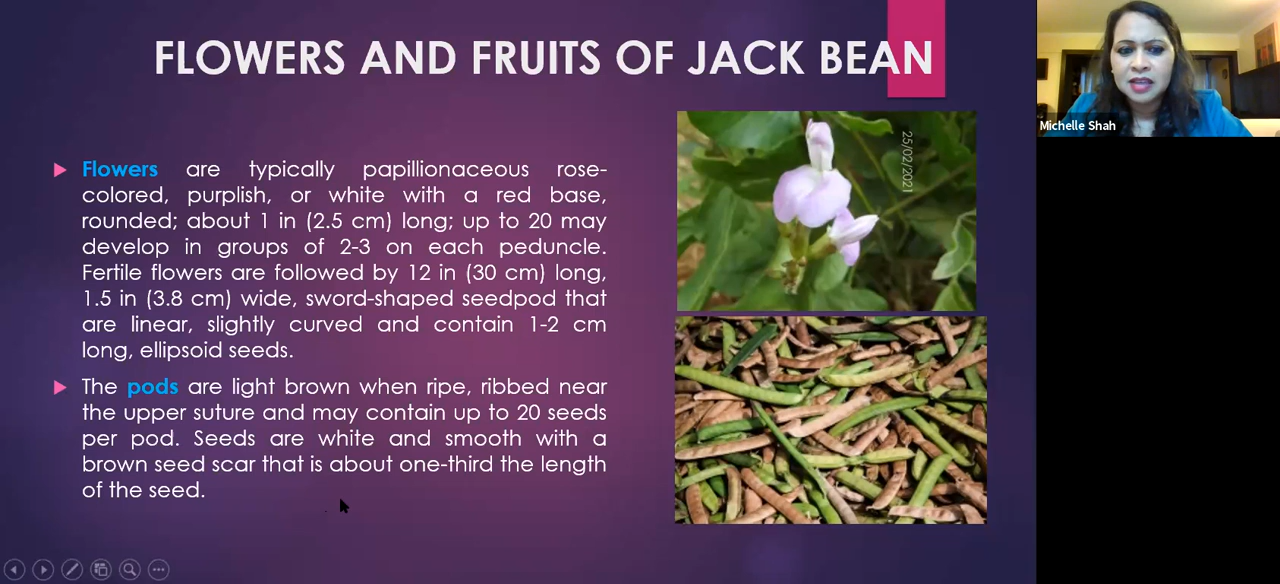 FLOWERS AND FRUITS OF JACK BEAN
Flowers are typically papillionaceous rose-
colored, purplish, or white with a red base,
rounded; about 1 in (2.5 cm) long; up to 20 may
develop in groups of 2-3 on each peduncle.
Fertile flowers are followed by 12 in (30 cm) long,
1.5 in (3.8 cm) wide, sword-shaped seedpod that
are linear, slightly curved and contain 1-2 cm
long, ellipsoid seeds.
The pods are light brown when ripe, ribbed near
the upper suture and may contain up to 20 seeds
per pod. Seeds are white and smooth with a
brown seed scar that is about one-third the length
of the seed.
25/02/2021
Michelle Shah